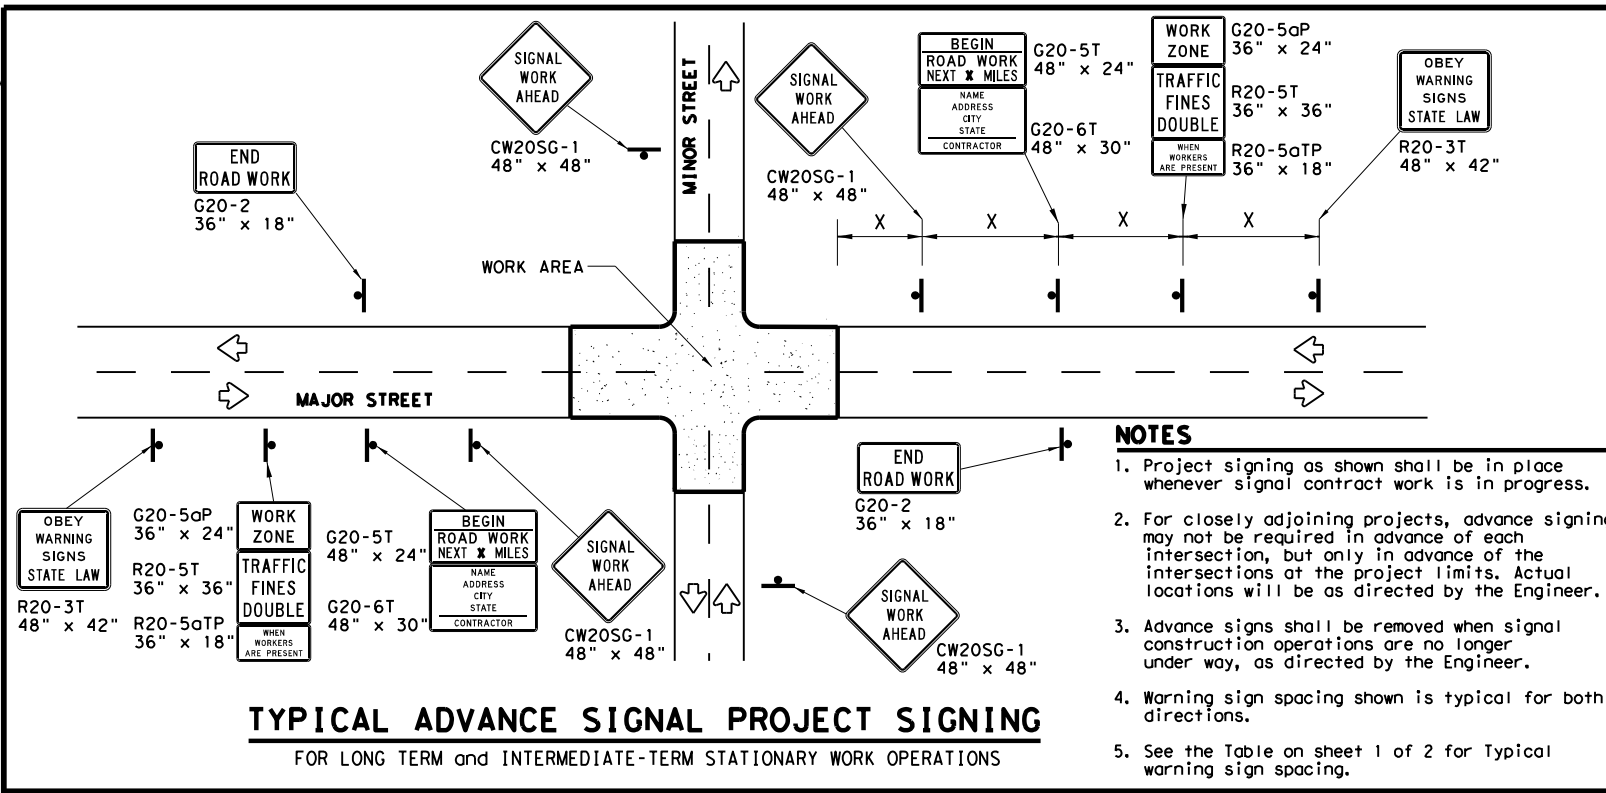 SIGNAL
WORK
AHEAD
CW20SG-1
48" x 48"
MINOR STREET
SIGNAL
WORK
AHEAD
CW20SG-1
48" x 48"
BEGIN
ROAD WORK
NEXT X MILES
NAME
ADDRESS
CITY
STATE
CONTRACTOR
G20-5T
48" x 24"
G20-6T
48" x 30"
WORK
ZONE
TRAFFIC
FINES
DOUBLE
WHEN
WORKERS
ARE PRESENT
G20-5aP
36" x 24"
R20-5T
36" x 36"
R20-5aTP
36" x 18"
OBEY
WARNING
SIGNS
STATE LAW
R20-3T
48" x 42"
END
ROAD WORK
G20-2
36" x 18"
X
X
X
X
WORK AREA
MAJOR STREET
OBEY
WARNING
SIGNS
STATE LAW
R20-3T
48" x 42"
G20-5aP
36" x 24"
R20-5T
36" x 36"
R20-5aTP
36" x 18"
WORK
ZONE
TRAFFIC
FINES
DOUBLE
WHEN
WORKERS
ARE PRESENT
G20-5T
48" x 24"
G20-6T
48" x 30"
BEGIN
ROAD WORK
NEXT X MILES
NAME
ADDRESS
CITY
STATE
CONTRACTOR
SIGNAL
WORK
AHEAD
CW20SG-1
48" x 48"
END
ROAD WORK
G20-2
36" x 18"
SIGNAL
WORK
AHEAD
CW20SG-1
48" x 48"
TYPICAL ADVANCE SIGNAL PROJECT SIGNING
FOR LONG TERM and INTERMEDIATE-TERM STATIONARY WORK OPERATIONS
NOTES
1. Project signing as shown shall be in place
whenever signal contract work is in progress.
2. For closely adjoining projects, advance signing
may not be required in advance of each
intersection, but only in advance of the
intersections at the project limits. Actual
locations will be as directed by the Engineer.
3. Advance signs shall be removed when signal
construction operations are no longer
under way, as directed by the Engineer.
4. Warning sign spacing shown is typical for both
directions.
5. See the Table on sheet 1 of 2 for Typical
warning sign spacing.